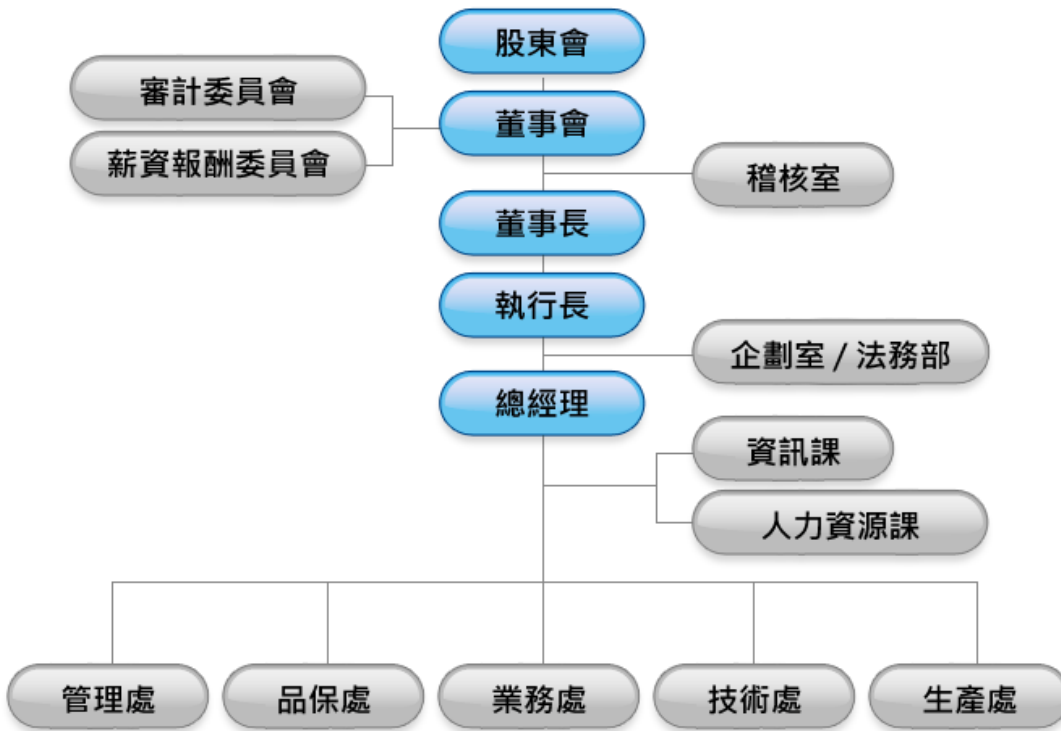 股東會
審計委員會
董事會
薪資報酬委員會
稽核室
董事長
執行長
企劃室 / 法務部
總經理
資訊課
人力資源課
管理處
品保處
業務處
技術處
生產處